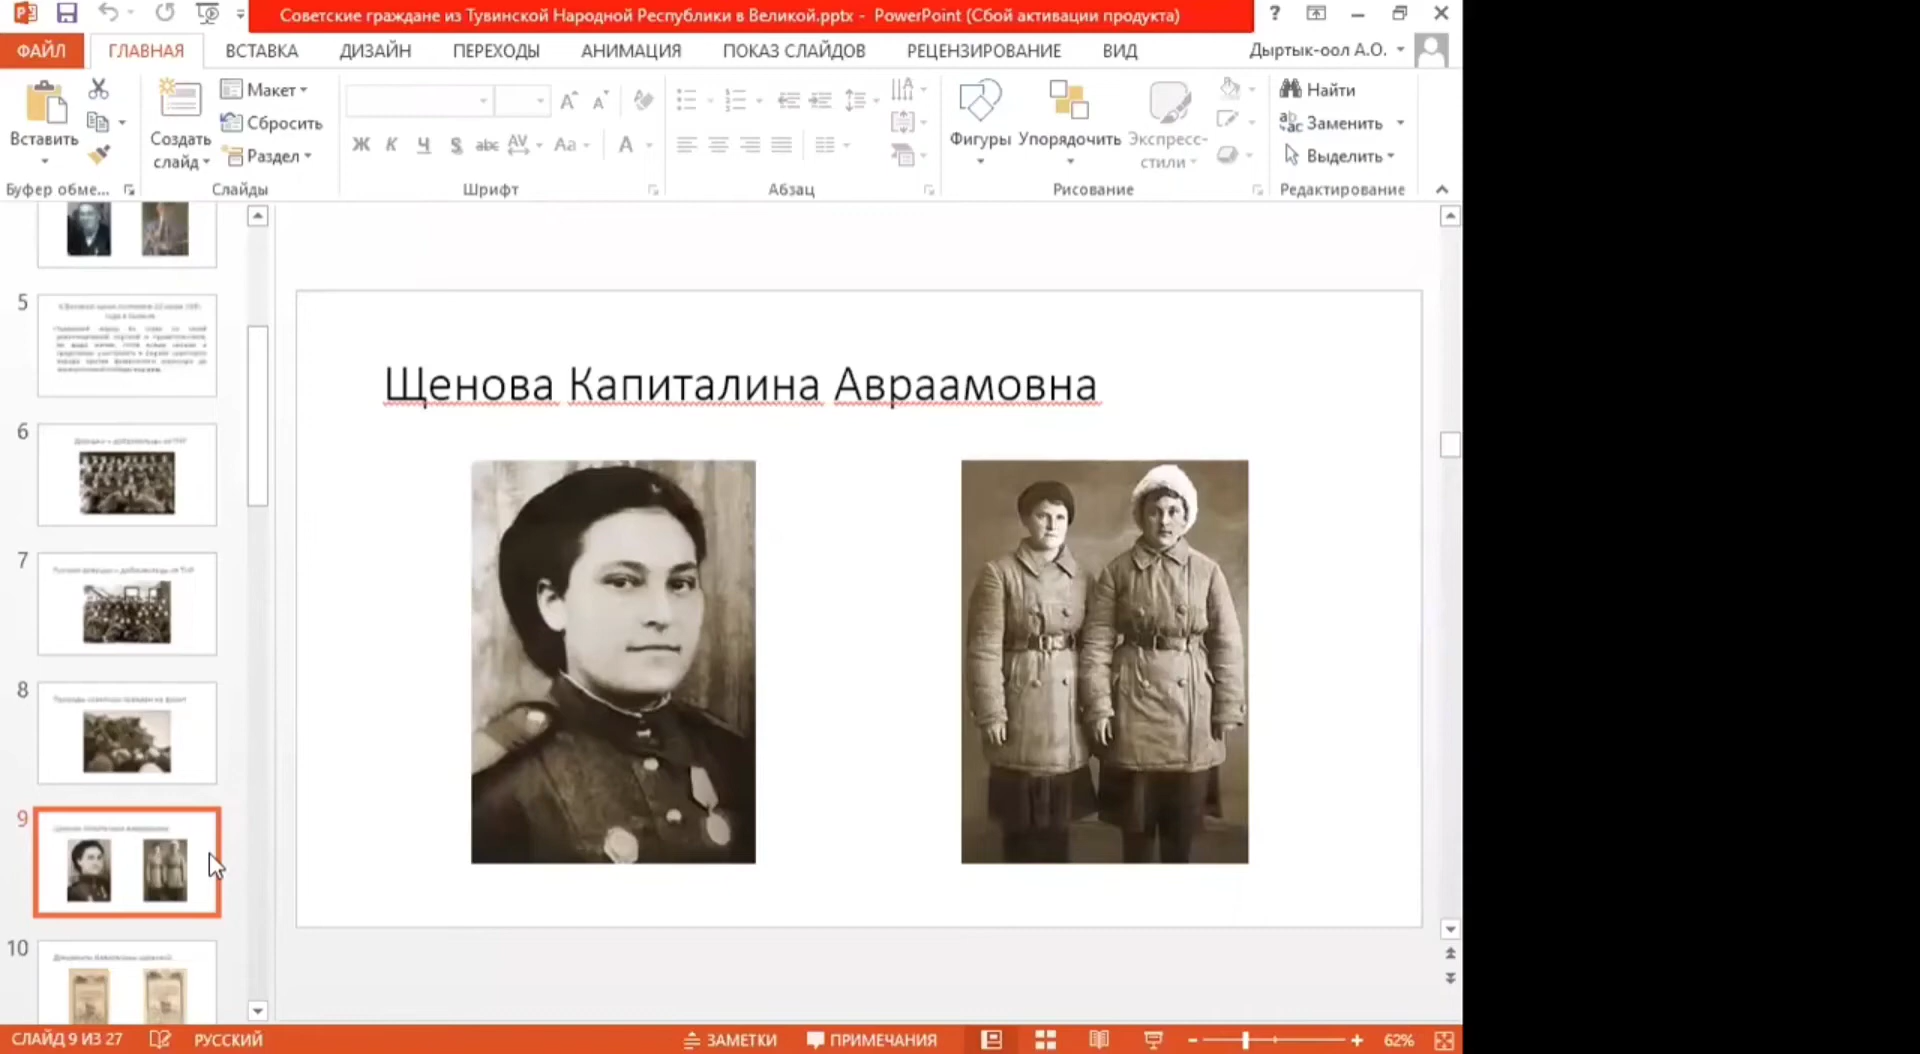 Советские граждане из Тувинской Народной Республики в Великой.pptx - PowerPoint (Сбой активации продукта)
ФАЙЛ ГЛАВНАЯ ВСТАВКА ДИЗАЙН ПЕРЕХОДЫ АНИМАЦИЯ ПОКАЗ СЛАЙДОВ РЕЦЕНЗИРОВАНИЕ ВИД Дыртык-оол А.О.
Вставить
Создать слайд
Макет
Сбросить
Раздел
Ж К Ч S abc AV Aa A
Фигуры
Упорядочить
Экспресс-стили
Найти
Заменить
Выделить
Буфер обме... Слайды Шрифт Абзац Рисование Редактирование
5
6
7
8
9
10
Щенова Капиталина Авраамовна
СЛАЙД 9 ИЗ 27 РУССКИЙ ЗАМЕТКИ ПРИМЕЧАНИЯ 62%